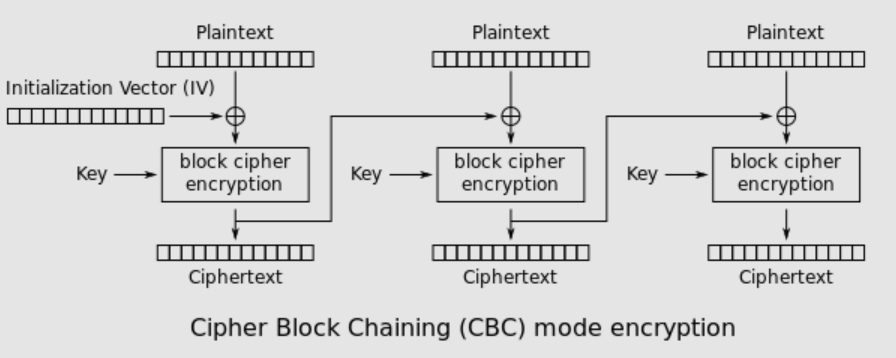 Plaintext
Plaintext
Plaintext
Initialization Vector (IV)
Key
block cipher
encryption
Key
block cipher
encryption
Key
block cipher
encryption
Ciphertext
Ciphertext
Ciphertext
Cipher Block Chaining (CBC) mode encryption